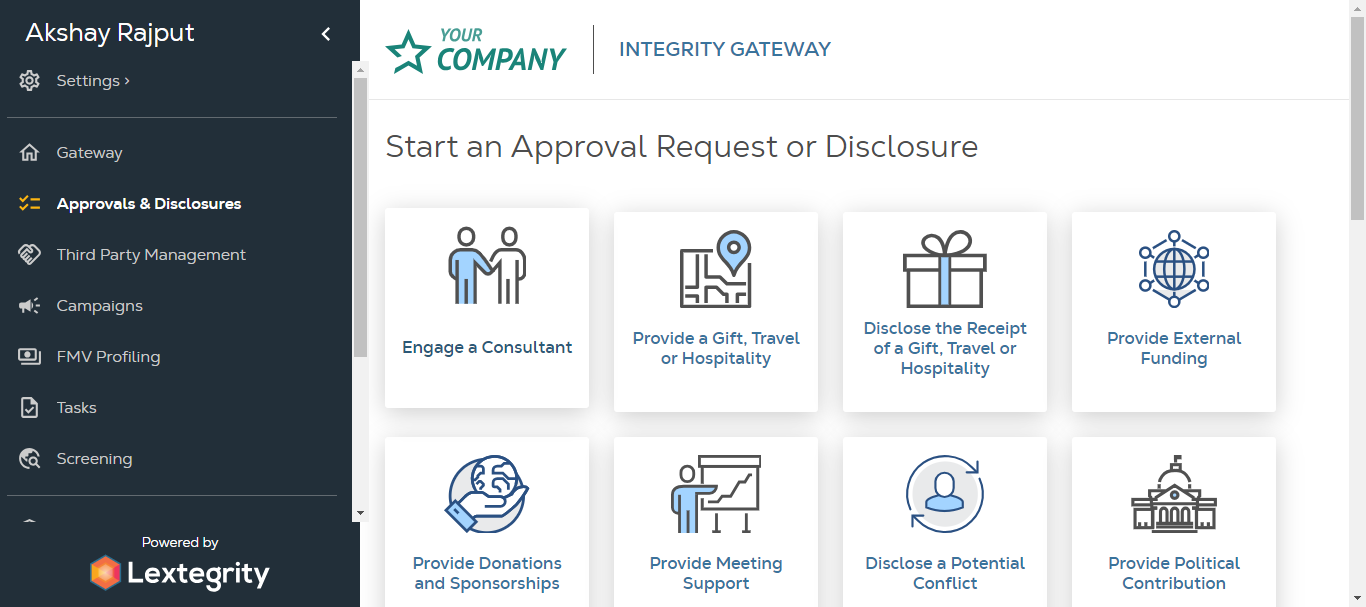 Akshay Rajput
Settings ›
Gateway
Approvals & Disclosures
Third Party Management
Campaigns
FMV Profiling
Tasks
Screening
Powered by
Lextegrity
YOUR
COMPANY
INTEGRITY GATEWAY
Start an Approval Request or Disclosure
Engage a Consultant
Provide a Gift, Travel
or Hospitality
Disclose the Receipt
of a Gift, Travel or
Hospitality
Provide External
Funding
Provide Donations
and Sponsorships
Provide Meeting
Support
Disclose a Potential
Conflict
Provide Political
Contribution